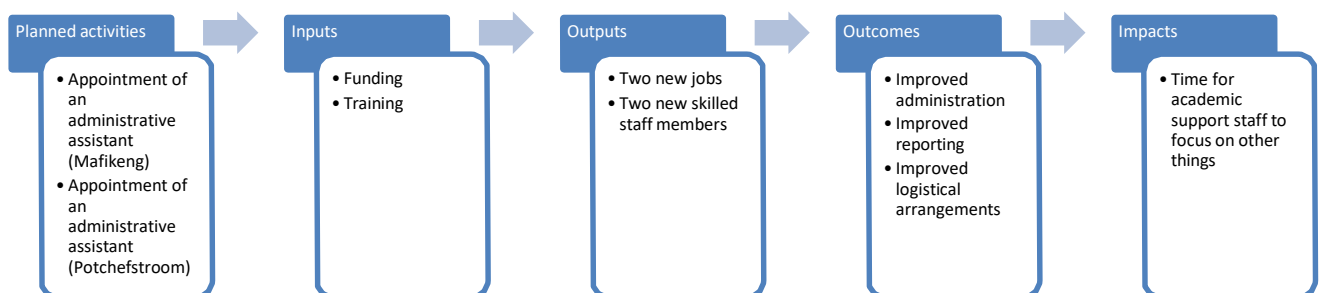 Planned activities
• Appointment of
an
administrative
assistant
(Mafikeng)
• Appointment of
an
administrative
assistant
(Potchefstroom)
Inputs
• Funding
• Training
Outputs
• Two new jobs
• Two new skilled
staff members
Outcomes
• Improved
administration
• Improved
reporting
• Improved
logistical
arrangements
Impacts
• Time for
academic
support staff to
focus on other
things